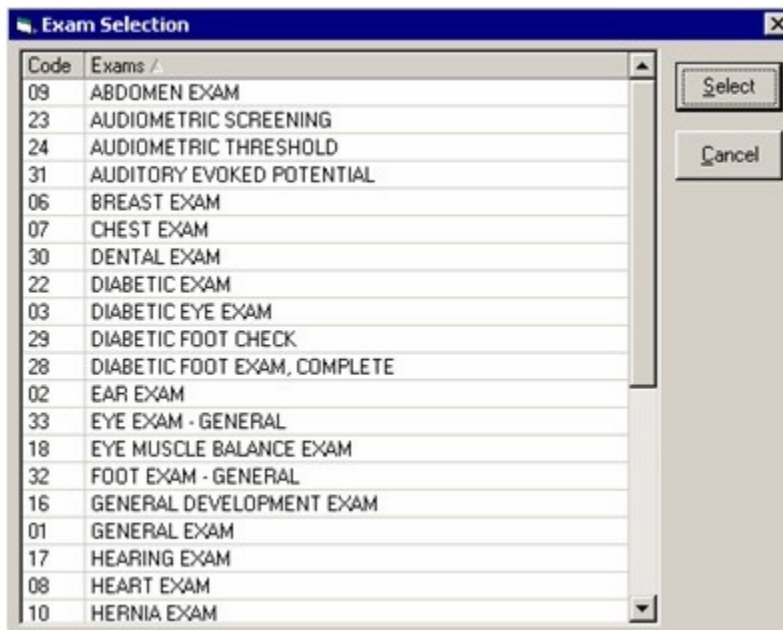 Exam Selection
Code Exams
09 ABDOMEN EXAM
23 AUDIOMETRIC SCREENING
24 AUDIOMETRIC THRESHOLD
31 AUDITORY EVOKED POTENTIAL
06 BREAST EXAM
07 CHEST EXAM
30 DENTAL EXAM
22 DIABETIC EXAM
03 DIABETIC EYE EXAM
29 DIABETIC FOOT CHECK
28 DIABETIC FOOT EXAM, COMPLETE
02 EAR EXAM
33 EYE EXAM - GENERAL
18 EYE MUSCLE BALANCE EXAM
32 FOOT EXAM - GENERAL
16 GENERAL DEVELOPMENT EXAM
01 GENERAL EXAM
17 HEARING EXAM
08 HEART EXAM
10 HERNIA EXAM
Select
Cancel